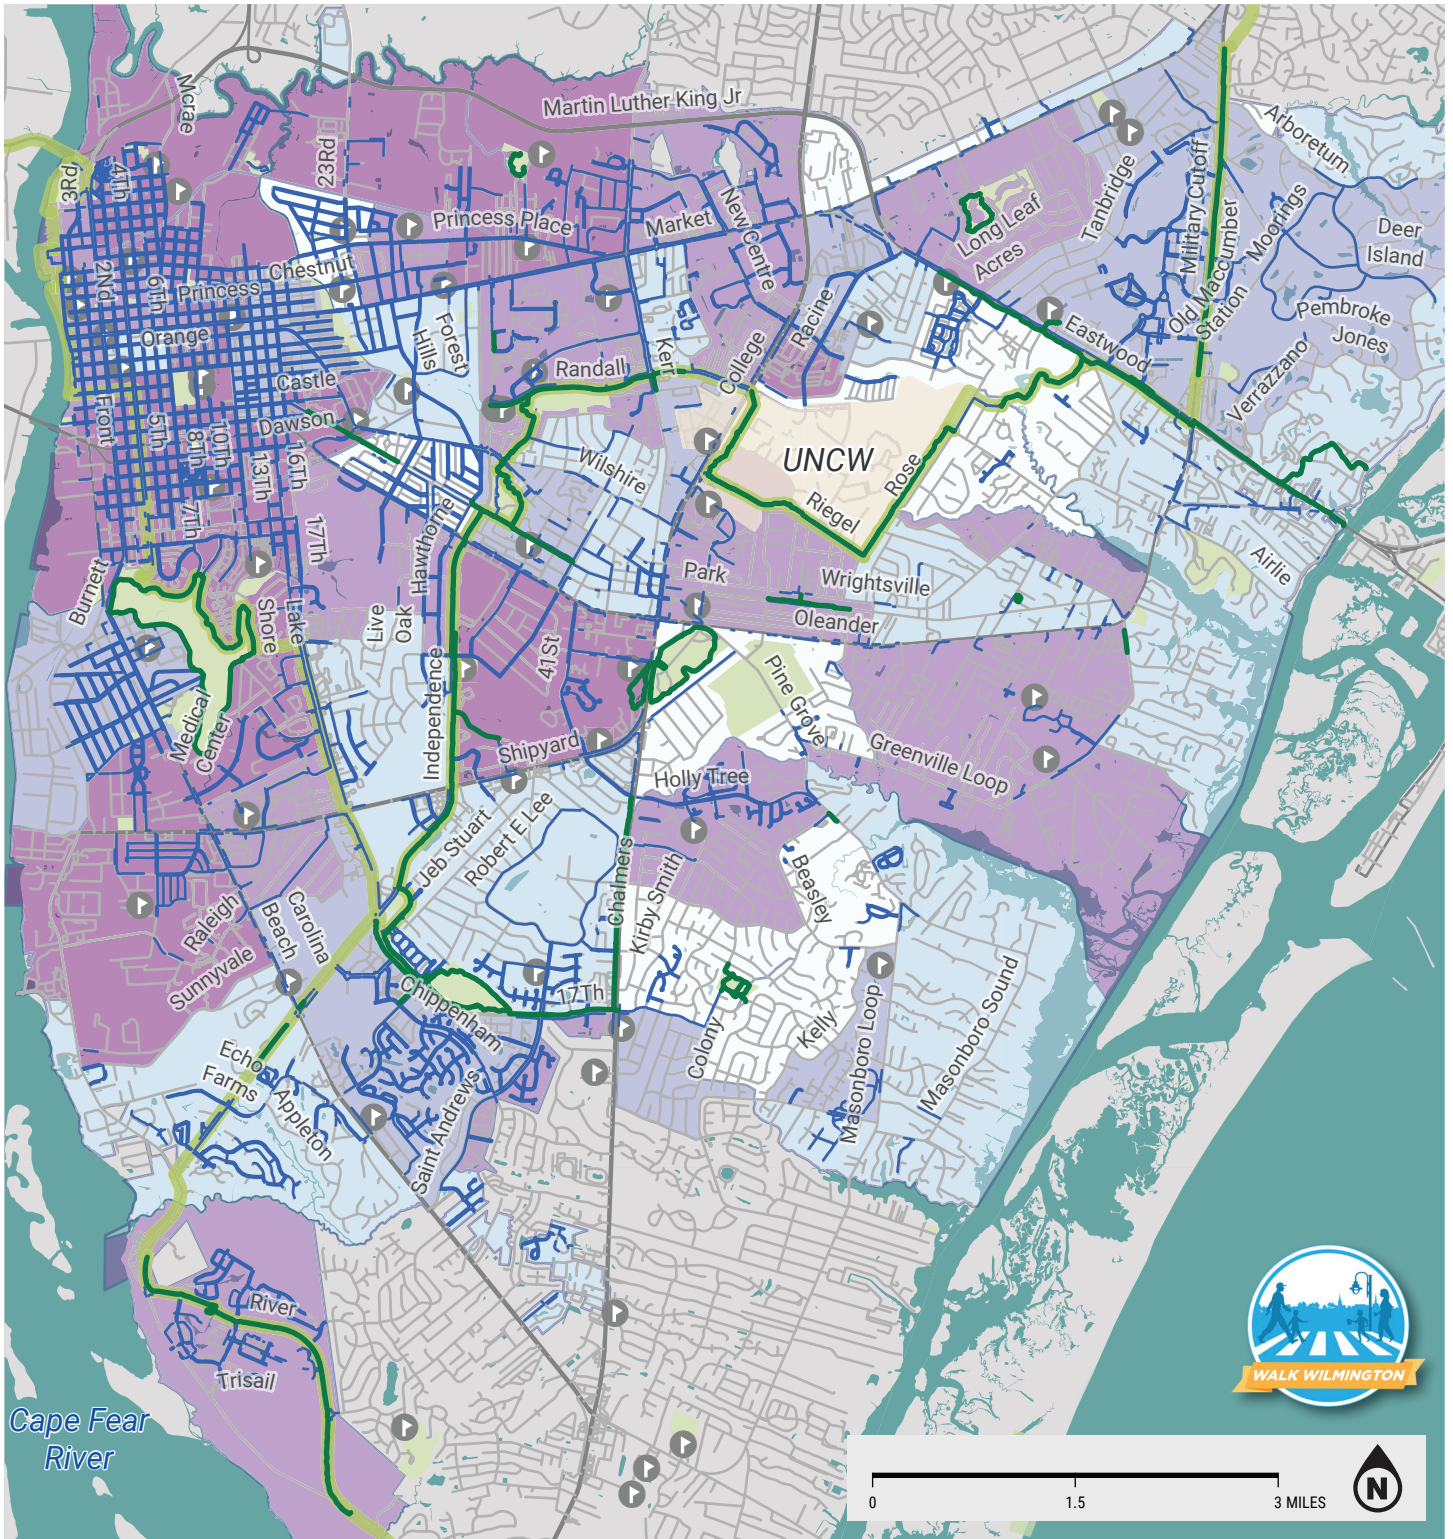 Mcrae
Martin Luther King Jr
Arboretum
3Rd
4Th
23Rd
Princess Place
Market
New Centre
Long Leaf
Acres
Tanbridge
Military Cutoff
Old Maccumber
Station
Moorings
Deer
Island
Chestnut
2Nd
6Th
Princess
Orange
Forest
Hills
Racine
Pembroke
Jones
Eastwood
Randall
Kerr
College
Castle
Verrazzano
Front
5Th
8Th
10Th
Dawson
13Th
16Th
Wilshire
UNCW
Rose
Riegel
7Th
17Th
Hawthorne
Airlie
Burnett
Shore
Lake
Live
Oak
Park
Wrightsville
Oleander
41St
Independence
Medical
Center
Pine Grove
Shipyard
Greenville Loop
Holly Tree
Jeb Stuart
Robert E Lee
Chalmers
Kirby Smith
Beasley
Raleigh
Beach
Carolina
Sunnyvale
Chippenham
17Th
Colony
Kelly
Masonboro Loop
Masonboro Sound
Echo
Farms
Appleton
Saint Andrews
River
Trisail
WALK WILMINGTON
Cape Fear
River
N
0
1.5
3 MILES